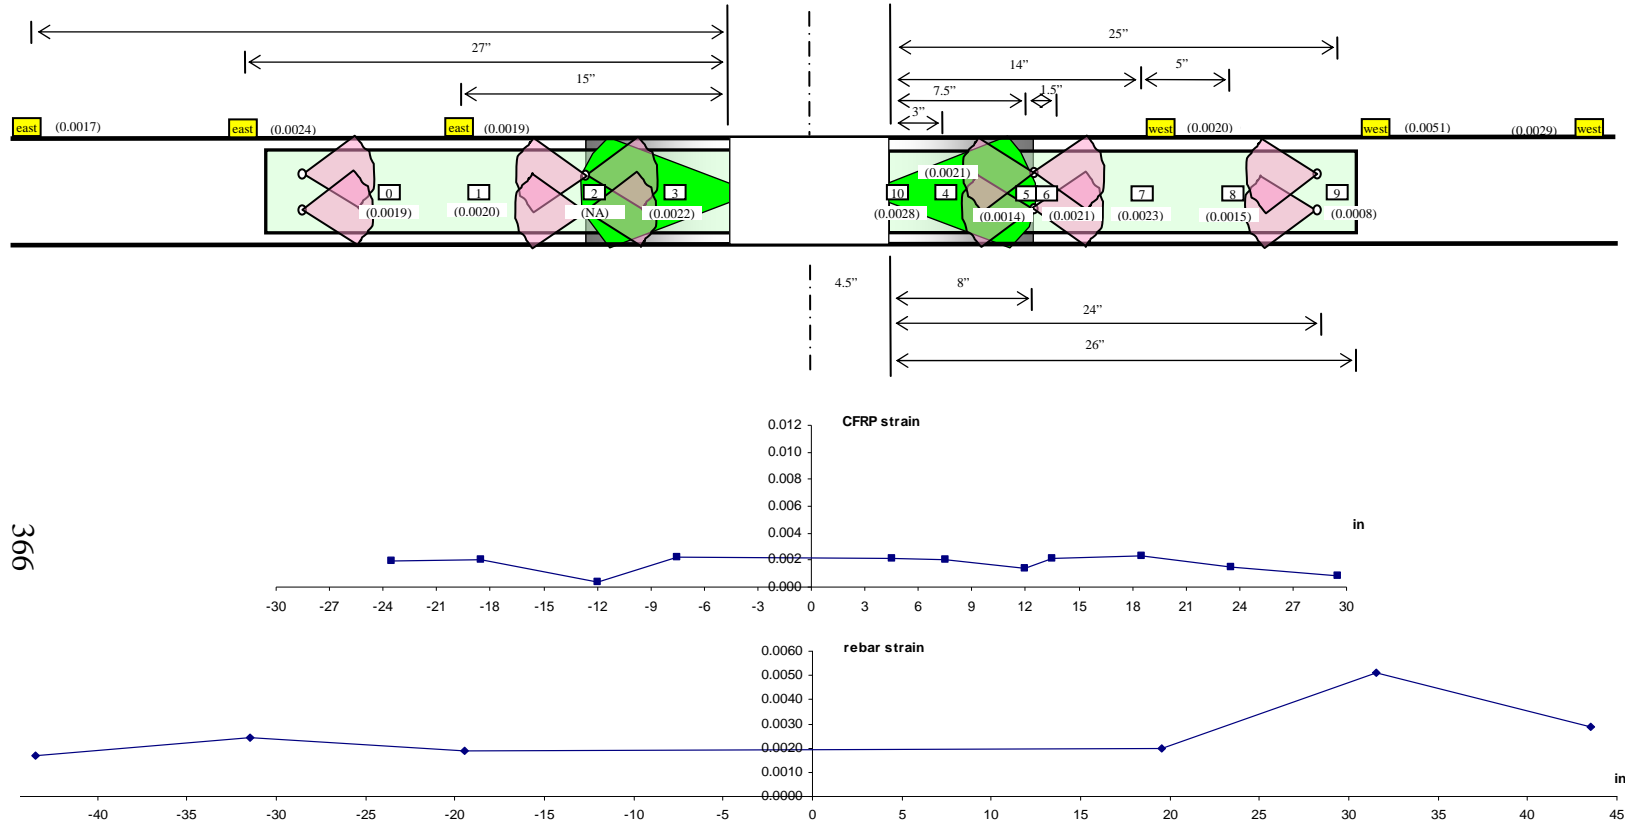 27”
15”
25”
14” 5”
7.5” 1.5”
3”
east (0.0017) east (0.0024) east (0.0019) west (0.0020) west (0.0051) (0.0029) west
(0.0021)
0 1 2 3 10 4 5 6 7 8 9
(0.0019) (0.0020) (NA) (0.0022) (0.0028) (0.0014) (0.0021) (0.0023) (0.0015) (0.0008)
4.5” 8”
24”
26”
CFRP strain
0.012
0.010
0.008
0.006
0.004
0.002
0.000
in
-30 -27 -24 -21 -18 -15 -12 -9 -6 -3 0 3 6 9 12 15 18 21 24 27 30
366
rebar strain
0.0060
0.0050
0.0040
0.0030
0.0020
0.0010
0.0000
in
-40 -35 -30 -25 -20 -15 -10 -5 0 5 10 15 20 25 30 35 40 45